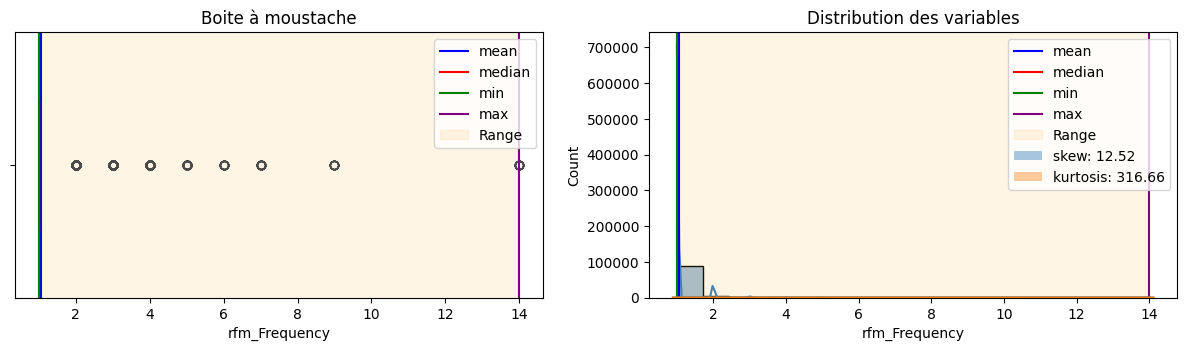 Boite à moustache
mean
median
min
max
Range
2 4 6 8 10 12 14
rfm_Frequency
Distribution des variables
mean
median
min
max
Range
skew: 12.52
kurtosis: 316.66
Count
700000
600000
500000
400000
300000
200000
100000
0
2 4 6 8 10 12 14
rfm_Frequency